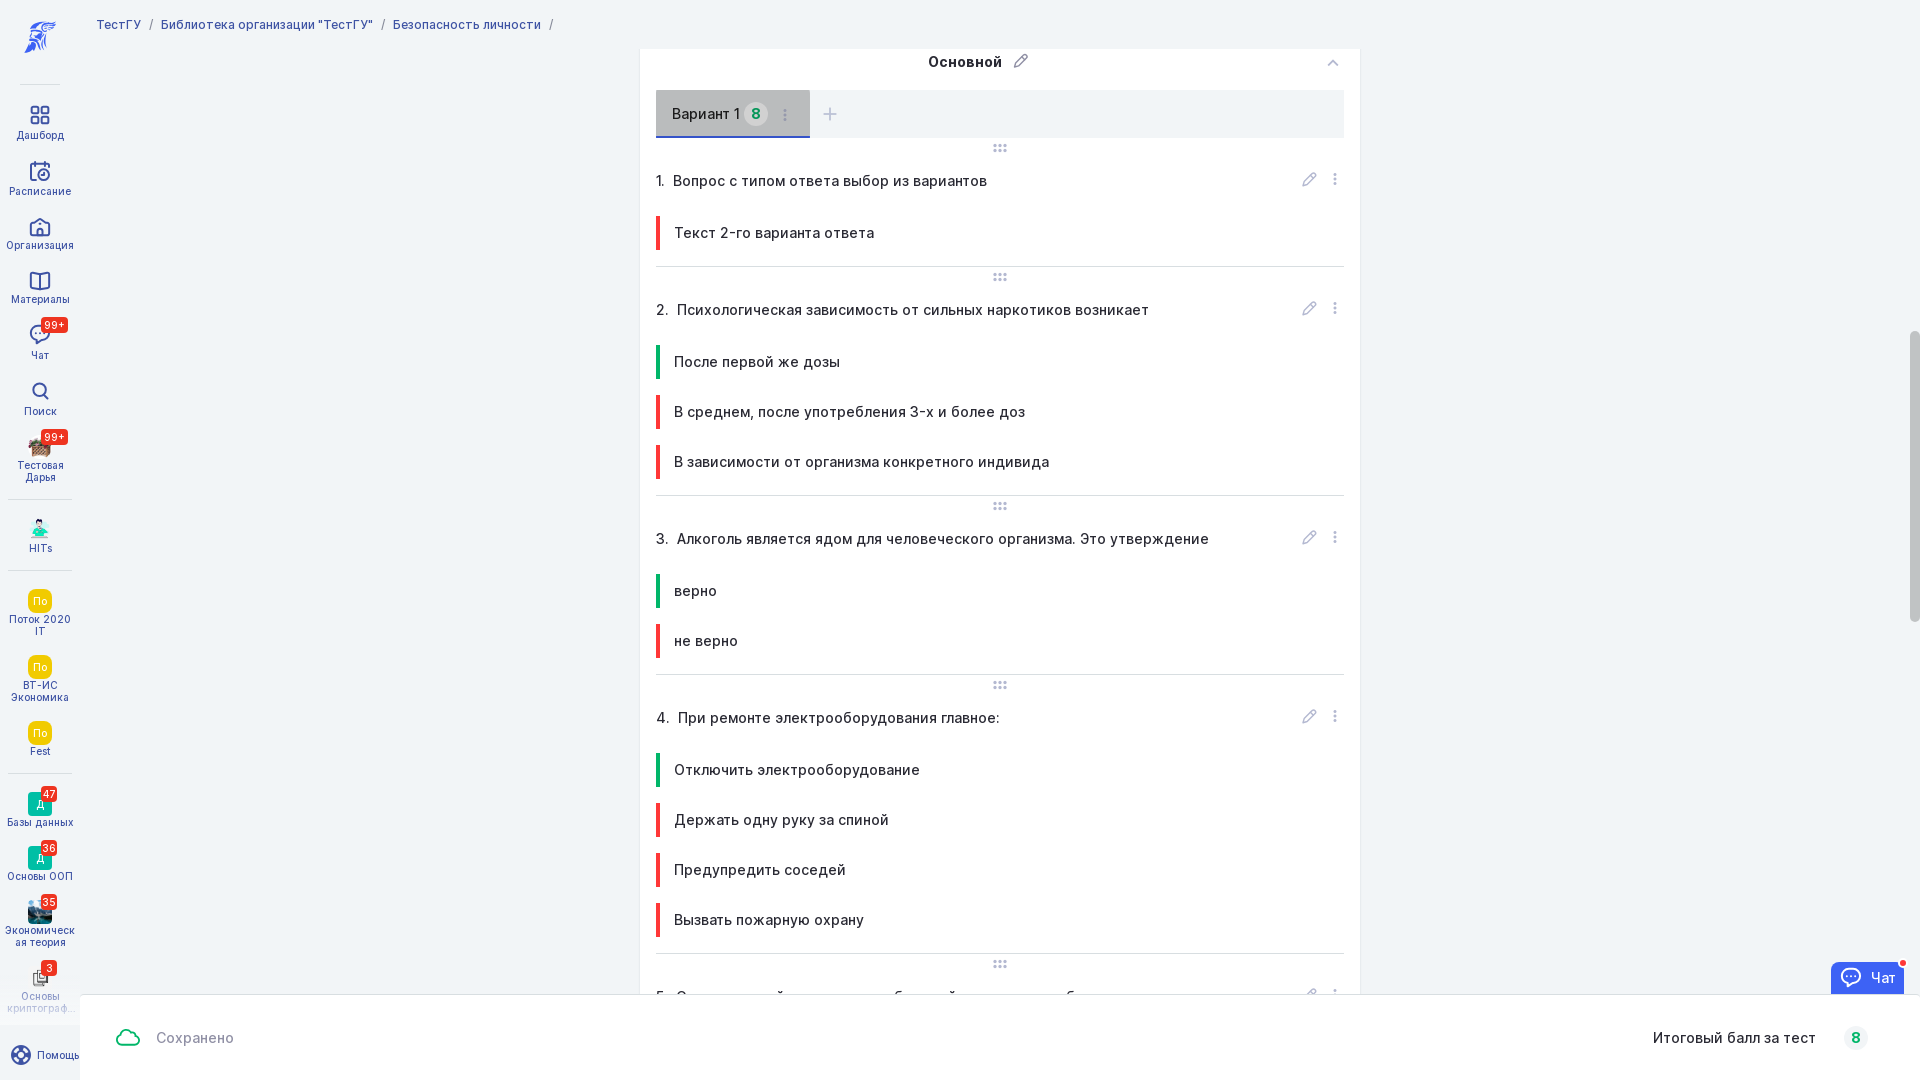 ТестГУ / Библиотека организации "ТестГУ" / Безопасность личности /
Дашборд
Расписание
Организация
Материалы
99+
Чат
Поиск
99+
Тестовая
Дарья
HITs
По
Поток 2020
IT
По
ВТ-ИС
Экономика
По
Fest
47
Д
Базы данных
36
Д
Основы ООП
35
Экономическ
ая теория
3
Основы
криптограф...
Помощь
Основной
Вариант 1 8
1. Вопрос с типом ответа выбор из вариантов
Текст 2-го варианта ответа
2. Психологическая зависимость от сильных наркотиков возникает
После первой же дозы
В среднем, после употребления 3-х и более доз
В зависимости от организма конкретного индивида
3. Алкоголь является ядом для человеческого организма. Это утверждение
верно
не верно
4. При ремонте электрооборудования главное:
Отключить электрооборудование
Держать одну руку за спиной
Предупредить соседей
Вызвать пожарную охрану
Чат
Сохранено
Итоговый балл за тест 8